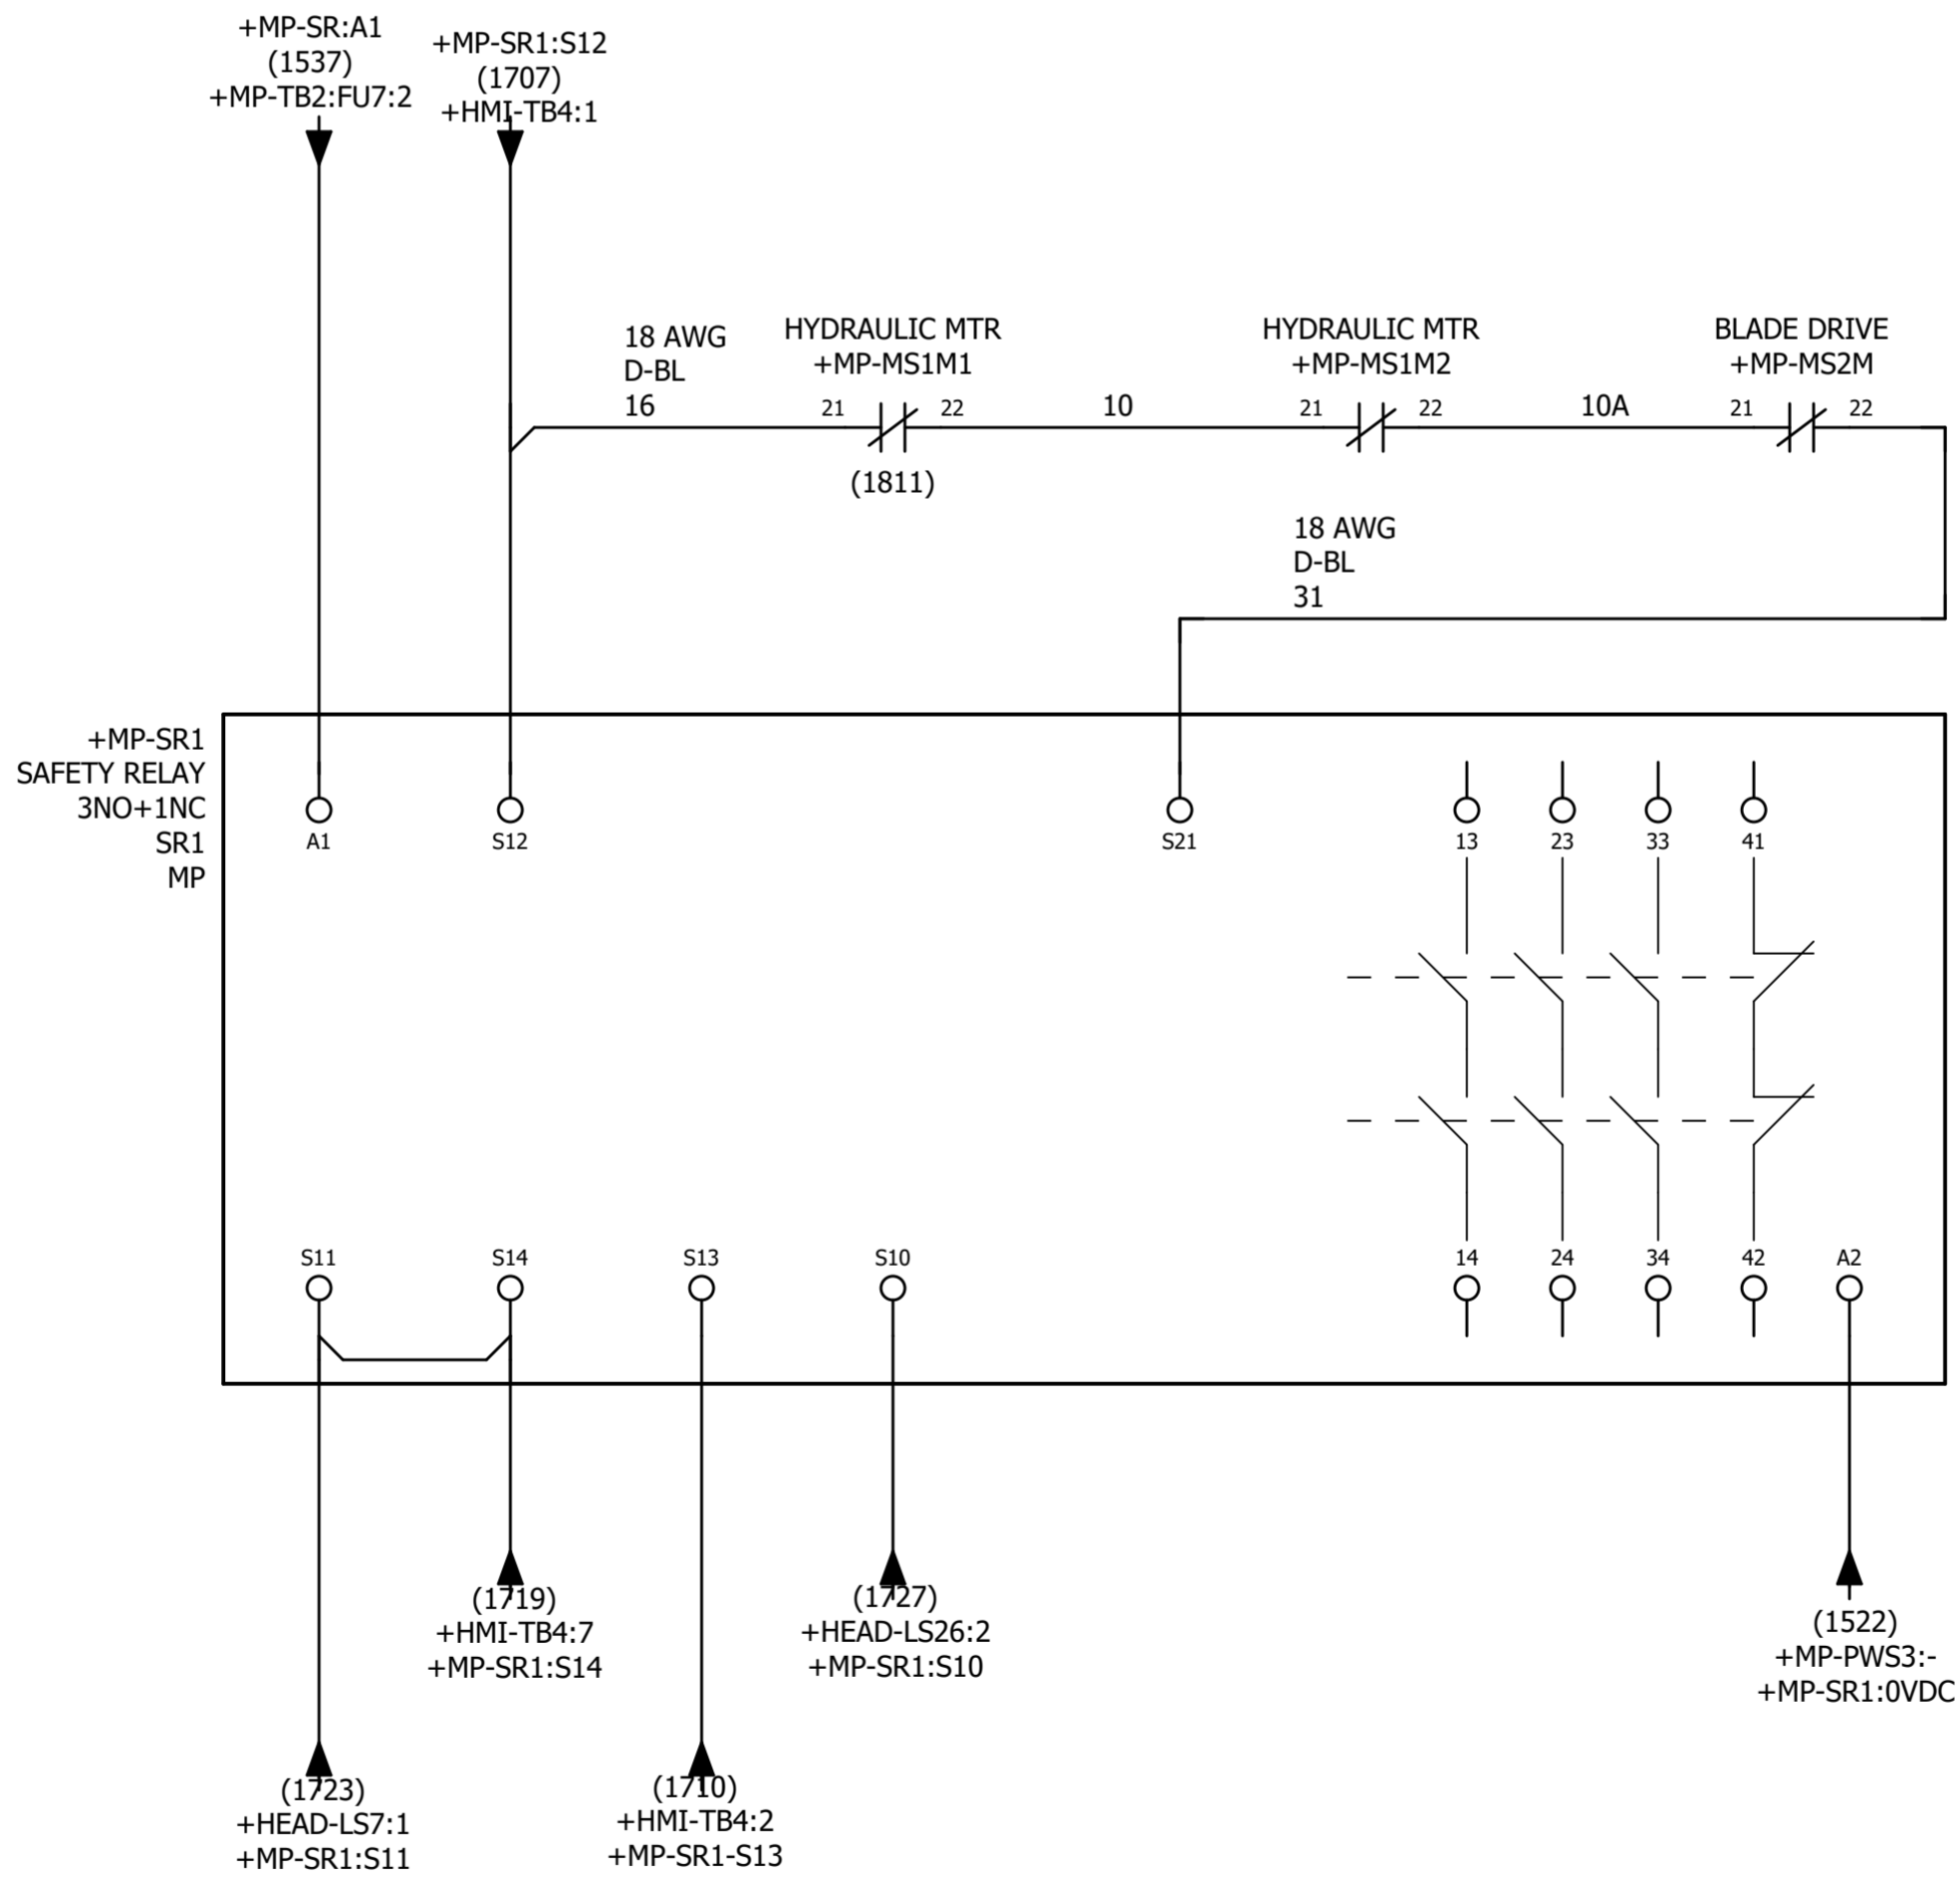 +MP-SR:A1
(1537)
+MP-TB2:FU7:2
+MP-SR1:S12
(1707)
+HMI-TB4:1
18 AWG
D-BL
16
HYDRAULIC MTR
+MP-MS1M1
21
22
(1811)
10
HYDRAULIC MTR
+MP-MS1M2
21
22
10A
BLADE DRIVE
+MP-MS2M
21
22
18 AWG
D-BL
31
+MP-SR1
SAFETY RELAY
3NO+1NC
SR1
MP
A1
S12
S21
13
23
33
41
S11
S14
S13
S10
14
24
34
42
A2
(1719)
+HMI-TB4:7
+MP-SR1:S14
(1727)
+HEAD-LS26:2
+MP-SR1:S10
(1522)
+MP-PWS3:-
+MP-SR1:0VDC
(1723)
+HEAD-LS7:1
+MP-SR1:S11
(1710)
+HMI-TB4:2
+MP-SR1-S13